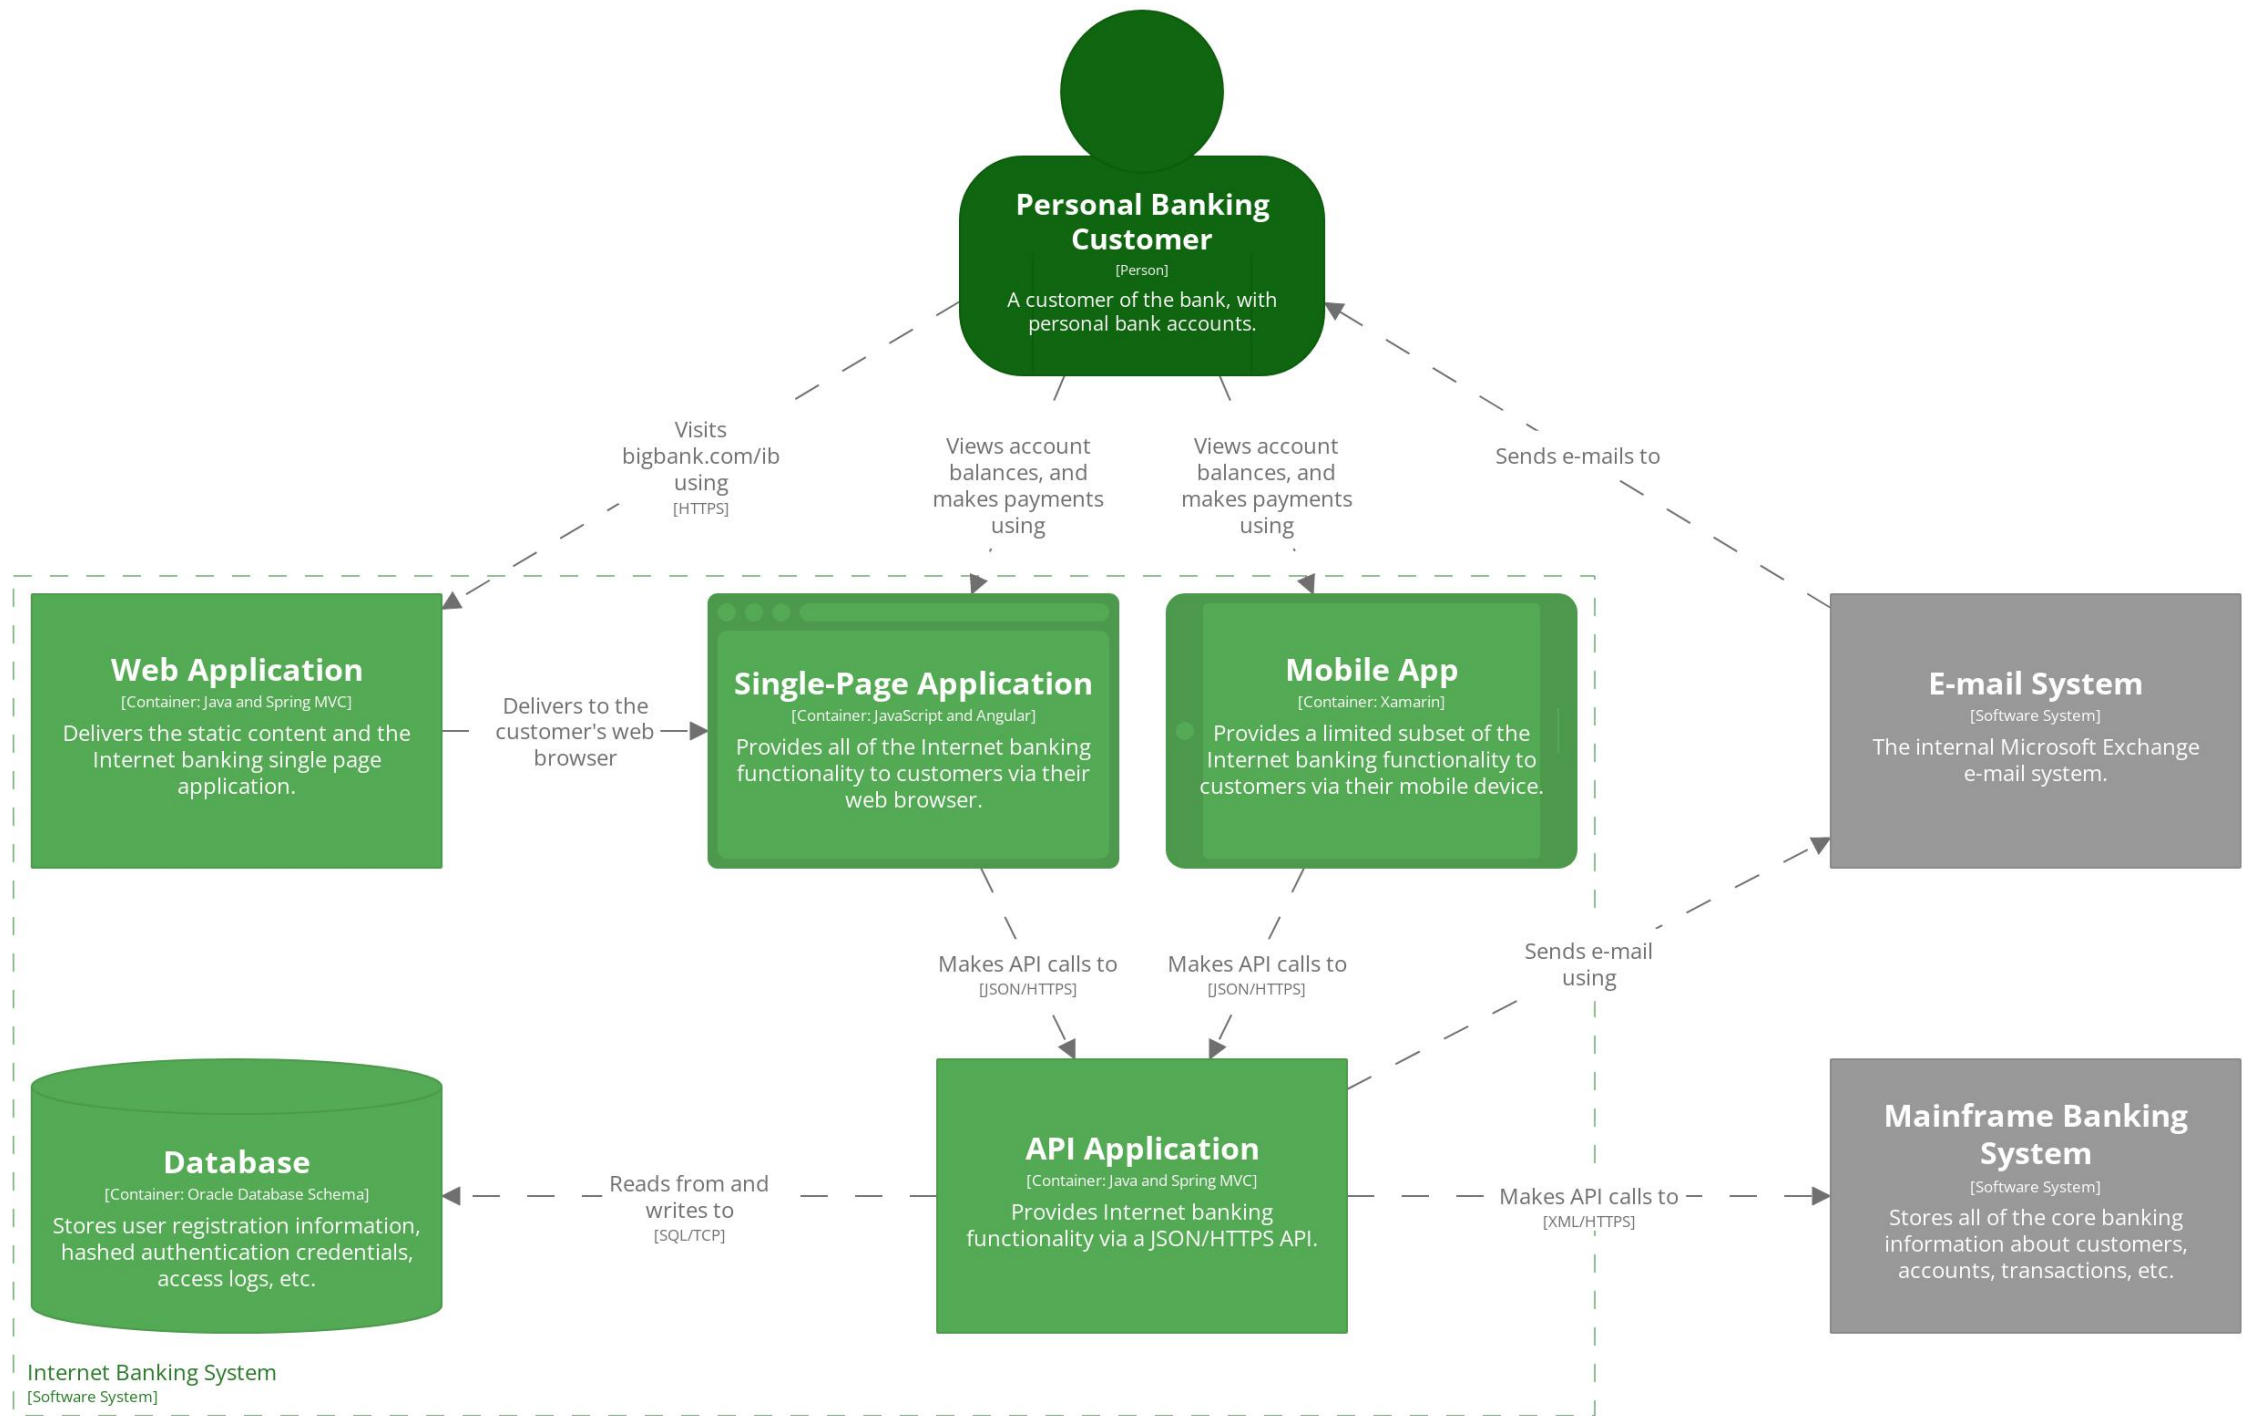 Personal Banking
Customer
[Person]
A customer of the bank, with
personal bank accounts.
Visits
bigbank.com/ib
using
[HTTPS]
Views account
balances, and
makes payments
using
Views account
balances, and
makes payments
using
Sends e-mails to
Web Application
[Container: Java and Spring MVC]
Delivers the static content and the
Internet banking single page
application.
Delivers to the
customer's web
browser
Single-Page Application
[Container: JavaScript and Angular]
Provides all of the Internet banking
functionality to customers via their
web browser.
Mobile App
[Container: Xamarin]
Provides a limited subset of the
Internet banking functionality to
customers via their mobile device.
E-mail System
[Software System]
The internal Microsoft Exchange
e-mail system.
Makes API calls to
[JSON/HTTPS]
Makes API calls to
[JSON/HTTPS]
Sends e-mail
using
Database
[Container: Oracle Database Schema]
Stores user registration information,
hashed authentication credentials,
access logs, etc.
Reads from and
writes to
[SQL/TCP]
API Application
[Container: Java and Spring MVC]
Provides Internet banking
functionality via a JSON/HTTPS API.
Makes API calls to
[XML/HTTPS]
Mainframe Banking
System
[Software System]
Stores all of the core banking
information about customers,
accounts, transactions, etc.
Internet Banking System
[Software System]